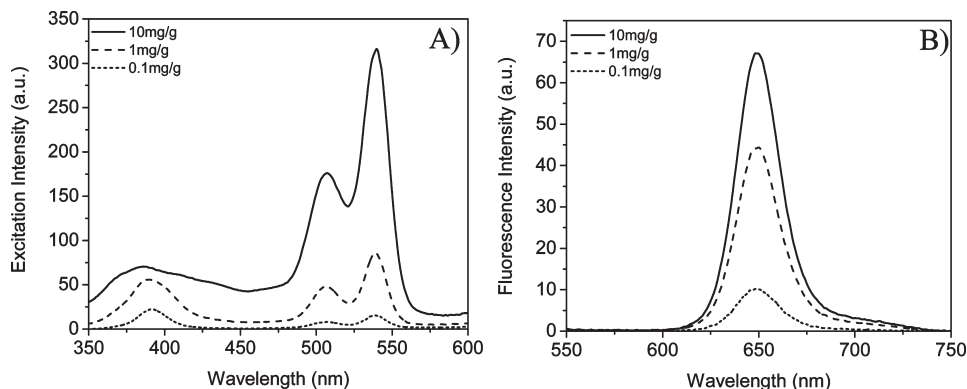 A)
10mg/g
1mg/g
0.1mg/g
Excitation Intensity (a.u.)
350
300
250
200
150
100
50
0
350 400 450 500 550 600
Wavelength (nm)
B)
10mg/g
1mg/g
0.1mg/g
Fluorescence Intensity (a.u.)
70
60
50
40
30
20
10
0
550 600 650 700 750
Wavelength (nm)